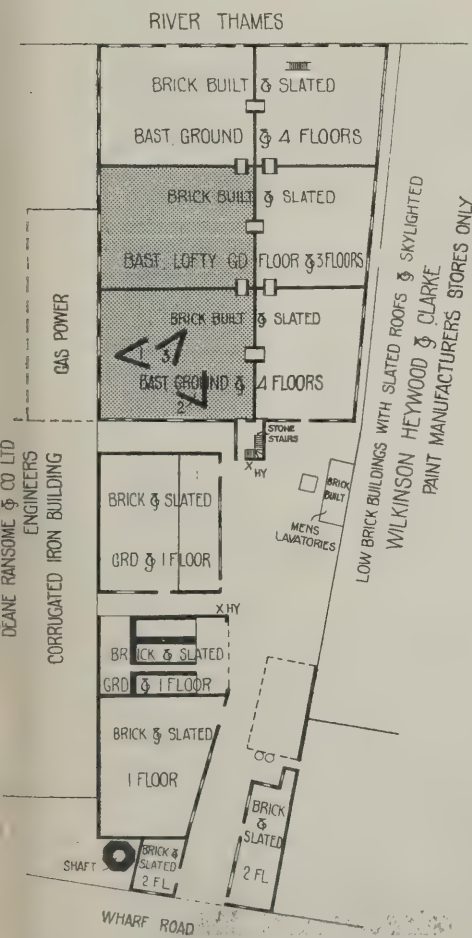 RIVER THAMES
BRICK BUILT & SLATED
BAST. GROUND & 4 FLOORS
BRICK BUILT & SLATED
BAST. LOFTY GD FLOOR & 3 FLOORS
BRICK BUILT & SLATED
1 3
BAST GROUND & 4 FLOORS
2
GAS POWER
STONE
STAIRS
X HY
DEANE RANSOME & CO LTD
ENGINEERS
CORRUGATED IRON BUILDING
BRICK & SLATED
GRD & 1 FLOOR
BRICK
BUILT
MENS
LAVATORIES
LOW BRICK BUILDINGS WITH SLATED ROOFS & SKYLIGHTED
WILKINSON HEYWOOD & CLARKE
PAINT MANUFACTURERS STORES ONLY
X HY
BRICK & SLATED
GRD & 1 FLOOR
BRICK & SLATED
1 FLOOR
BRICK
&
SLATED
2 FL
SHAFT
BRICK &
SLATED
2 FL
WHARF ROAD